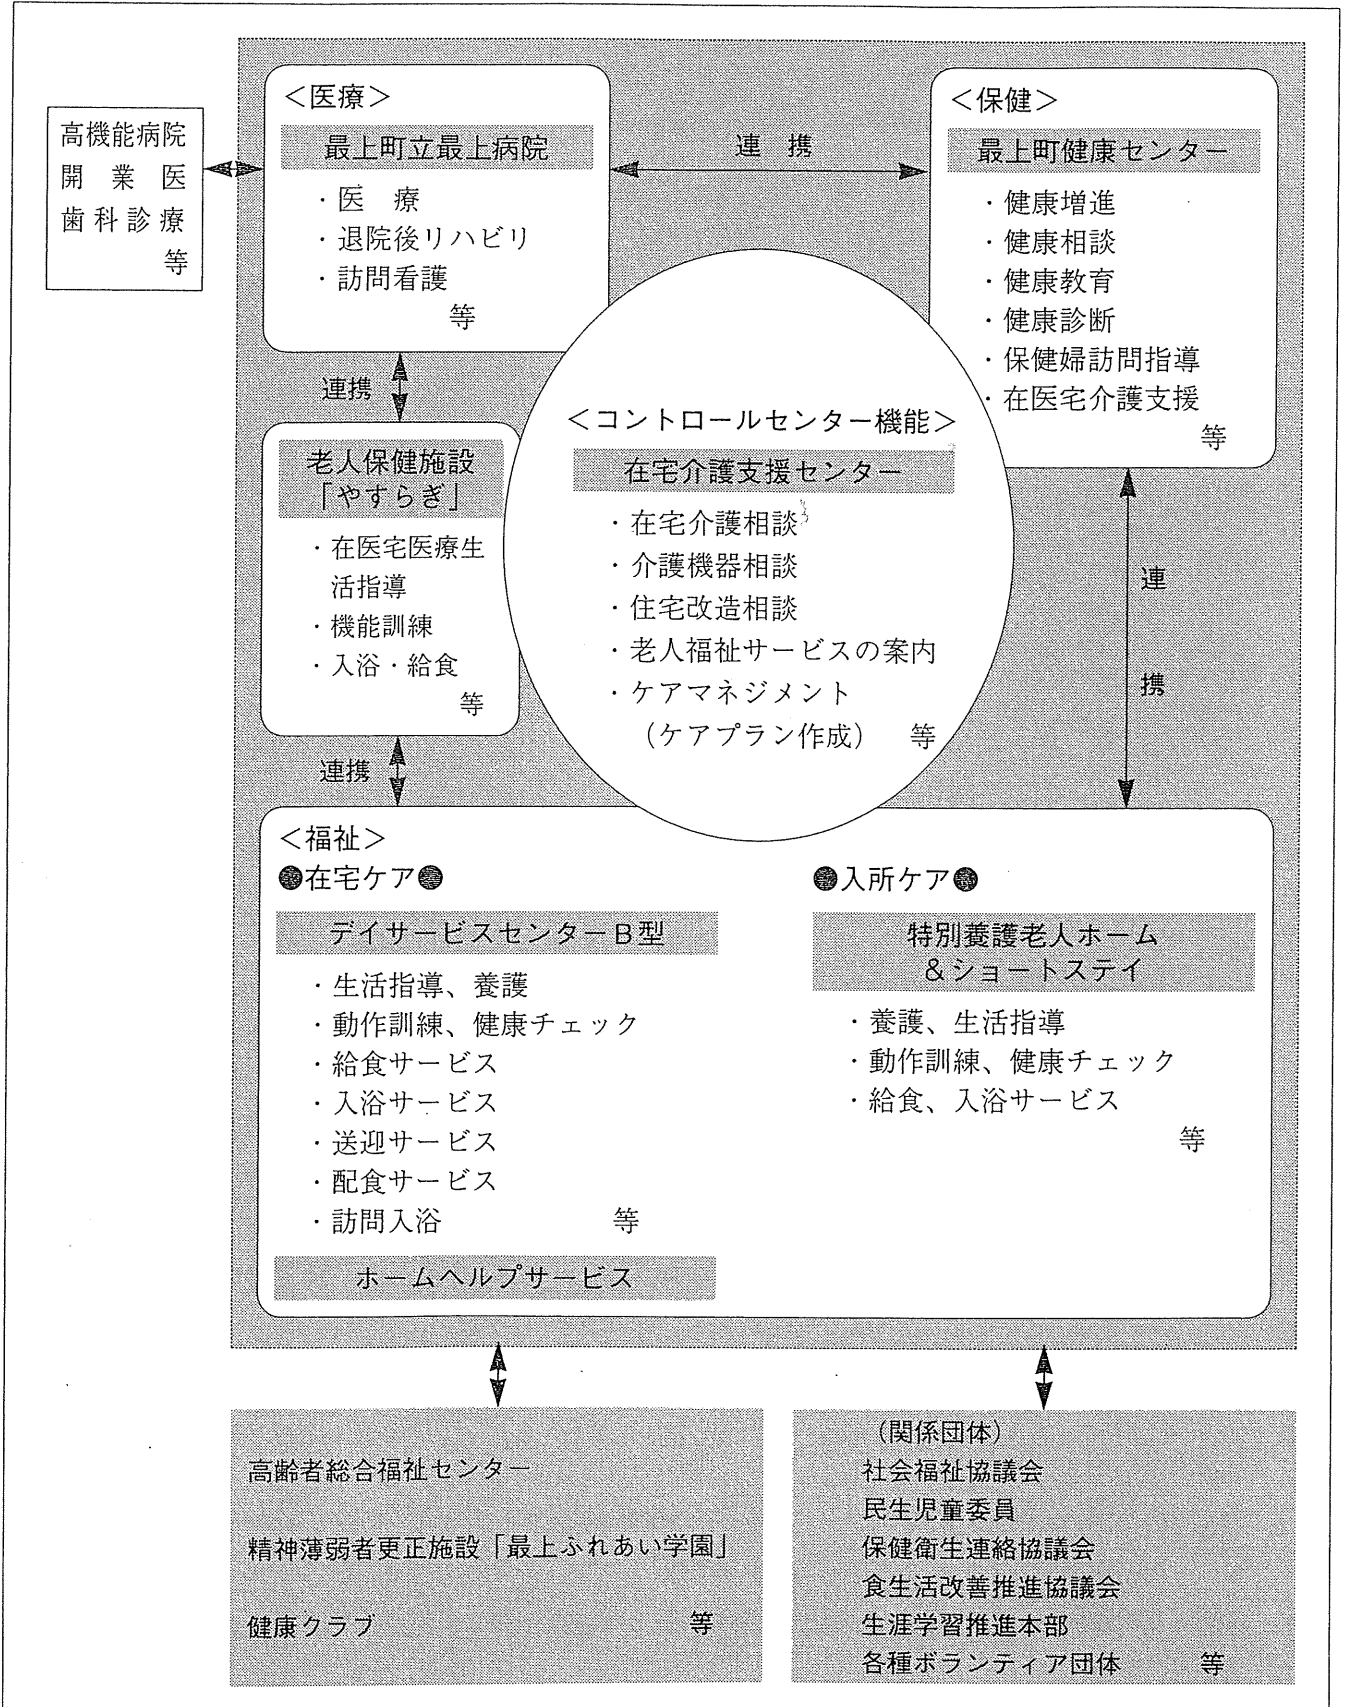 高機能病院
開業医
歯科診療
等
＜医療＞
最上町立最上病院
・医　療
・退院後リハビリ
・訪問看護
等
連　携
＜保健＞
最上町健康センター
・健康増進
・健康相談
・健康教育
・健康診断
・保健婦訪問指導
・在医宅介護支援
等
連携
老人保健施設
「やすらぎ」
・在医宅医療生
活指導
・機能訓練
・入浴・給食
等
＜コントロールセンター機能＞
在宅介護支援センター
・在宅介護相談
・介護機器相談
・住宅改造相談
・老人福祉サービスの案内
・ケアマネジメント
（ケアプラン作成）　等
連
携
連携
＜福祉＞
●在宅ケア●
デイサービスセンターＢ型
・生活指導、養護
・動作訓練、健康チェック
・給食サービス
・入浴サービス
・送迎サービス
・配食サービス
・訪問入浴　等
ホームヘルプサービス
●入所ケア●
特別養護老人ホーム
＆ショートステイ
・養護、生活指導
・動作訓練、健康チェック
・給食、入浴サービス
等
高齢者総合福祉センター
精神薄弱者更正施設「最上ふれあい学園」
健康クラブ　等
（関係団体）
社会福祉協議会
民生児童委員
保健衛生連絡協議会
食生活改善推進協議会
生涯学習推進本部
各種ボランティア団体　等